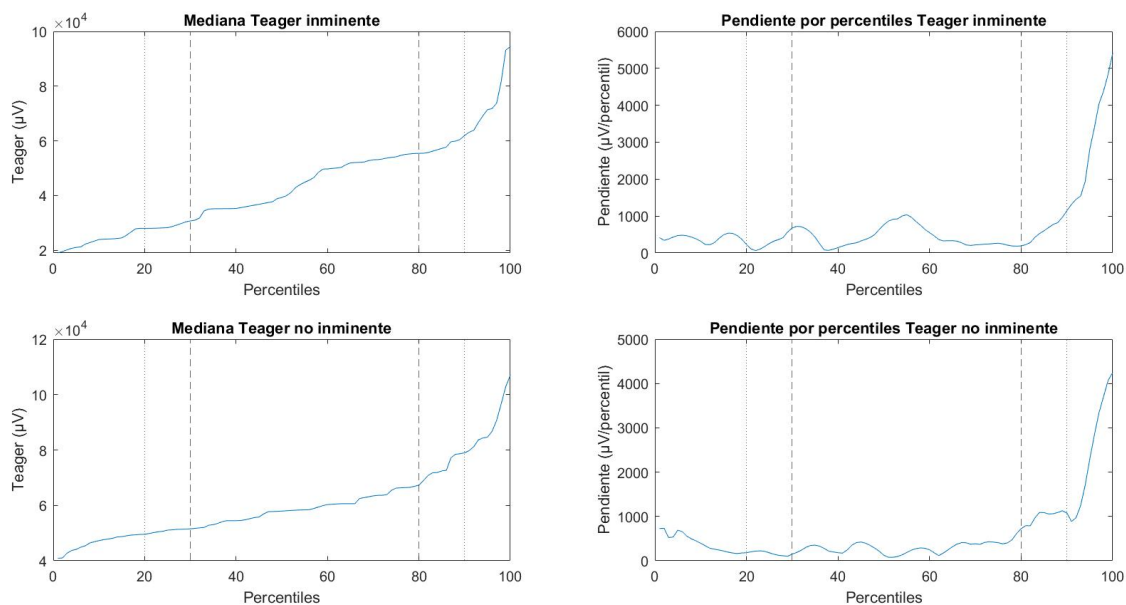 Mediana Teager inminente
×10⁴
10
8
6
4
2
Teager (µV)
0 20 40 60 80 100
Percentiles
Pendiente por percentiles Teager inminente
6000
5000
4000
3000
2000
1000
0
Pendiente (µV/percentil)
0 20 40 60 80 100
Percentiles
Mediana Teager no inminente
×10⁴
12
10
8
6
4
Teager (µV)
0 20 40 60 80 100
Percentiles
Pendiente por percentiles Teager no inminente
5000
4000
3000
2000
1000
0
Pendiente (µV/percentil)
0 20 40 60 80 100
Percentiles